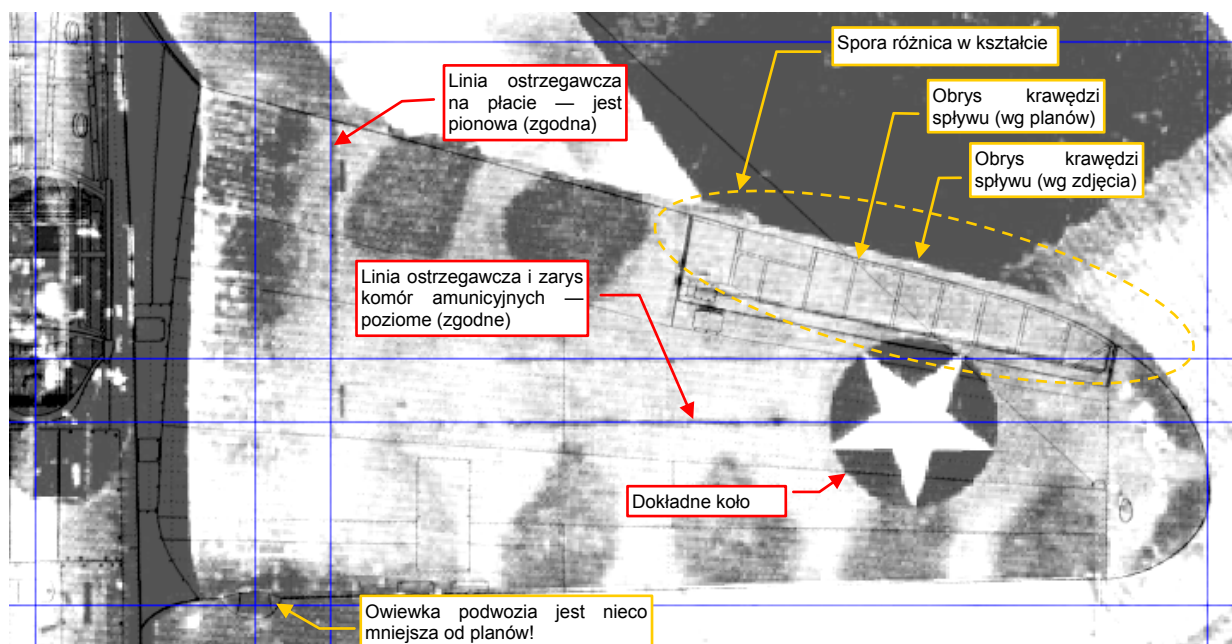 Spora różnica w kształcie
Linia ostrzegawcza
na płacie — jest
pionowa (zgodna)
Obrys krawędzi
spływu (wg planów)
Obrys krawędzi
spływu (wg zdjęcia)
Linia ostrzegawcza i zarys
komór amunicyjnych —
poziome (zgodne)
Dokładne koło
Owiewka podwozia jest nieco
mniejsza od planów!